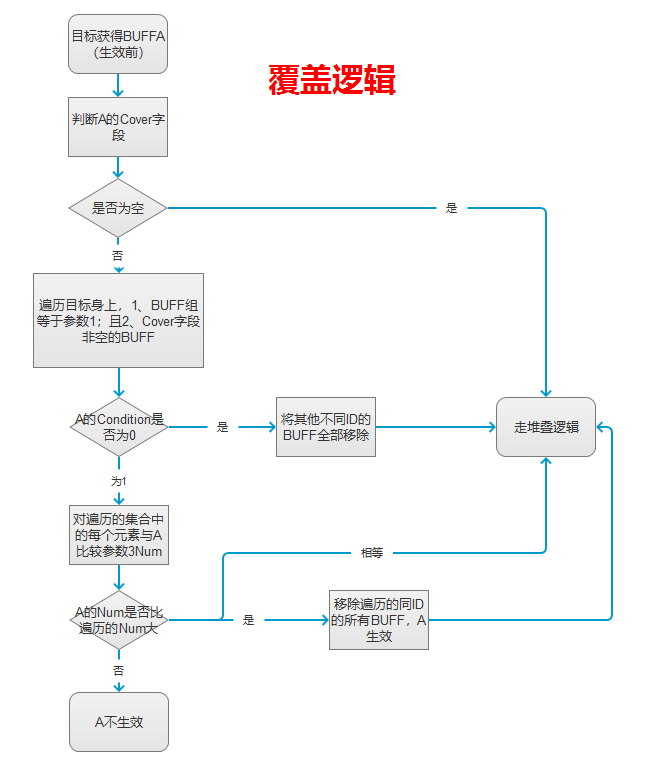 目标获得BUFFA
（生效前）
覆盖逻辑
判断A的Cover字
段
是否为空
是
否
遍历目标身上，1、BUFF组
等于参数1；且2、Cover字段
非空的BUFF
A的Condition是
否为0
是
将其他不同ID的
BUFF全部移除
走堆叠逻辑
为1
对遍历的集合中
的每个元素与A
比较参数3Num
相等
A的Num是否比
遍历的Num大
是
移除遍历的同ID
的所有BUFF，A
生效
否
A不生效